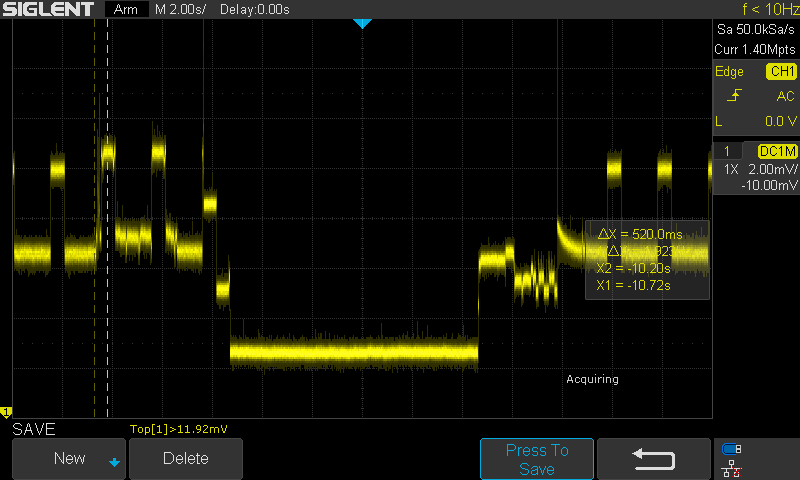 SIGLENT Arm M 2.00s/ Delay:0.00s f < 10Hz
Sa 50.0kSa/s
Curr 1.40Mpts
Edge CH1
AC
L 0.0 V
1 DC1M
1X 2.00mV/
-10.00mV
ΔX = 520.0ms
X2 = -10.20s
X1 = -10.72s
Acquiring
1
SAVE Top[1]>11.92mV
New Delete Press To Save